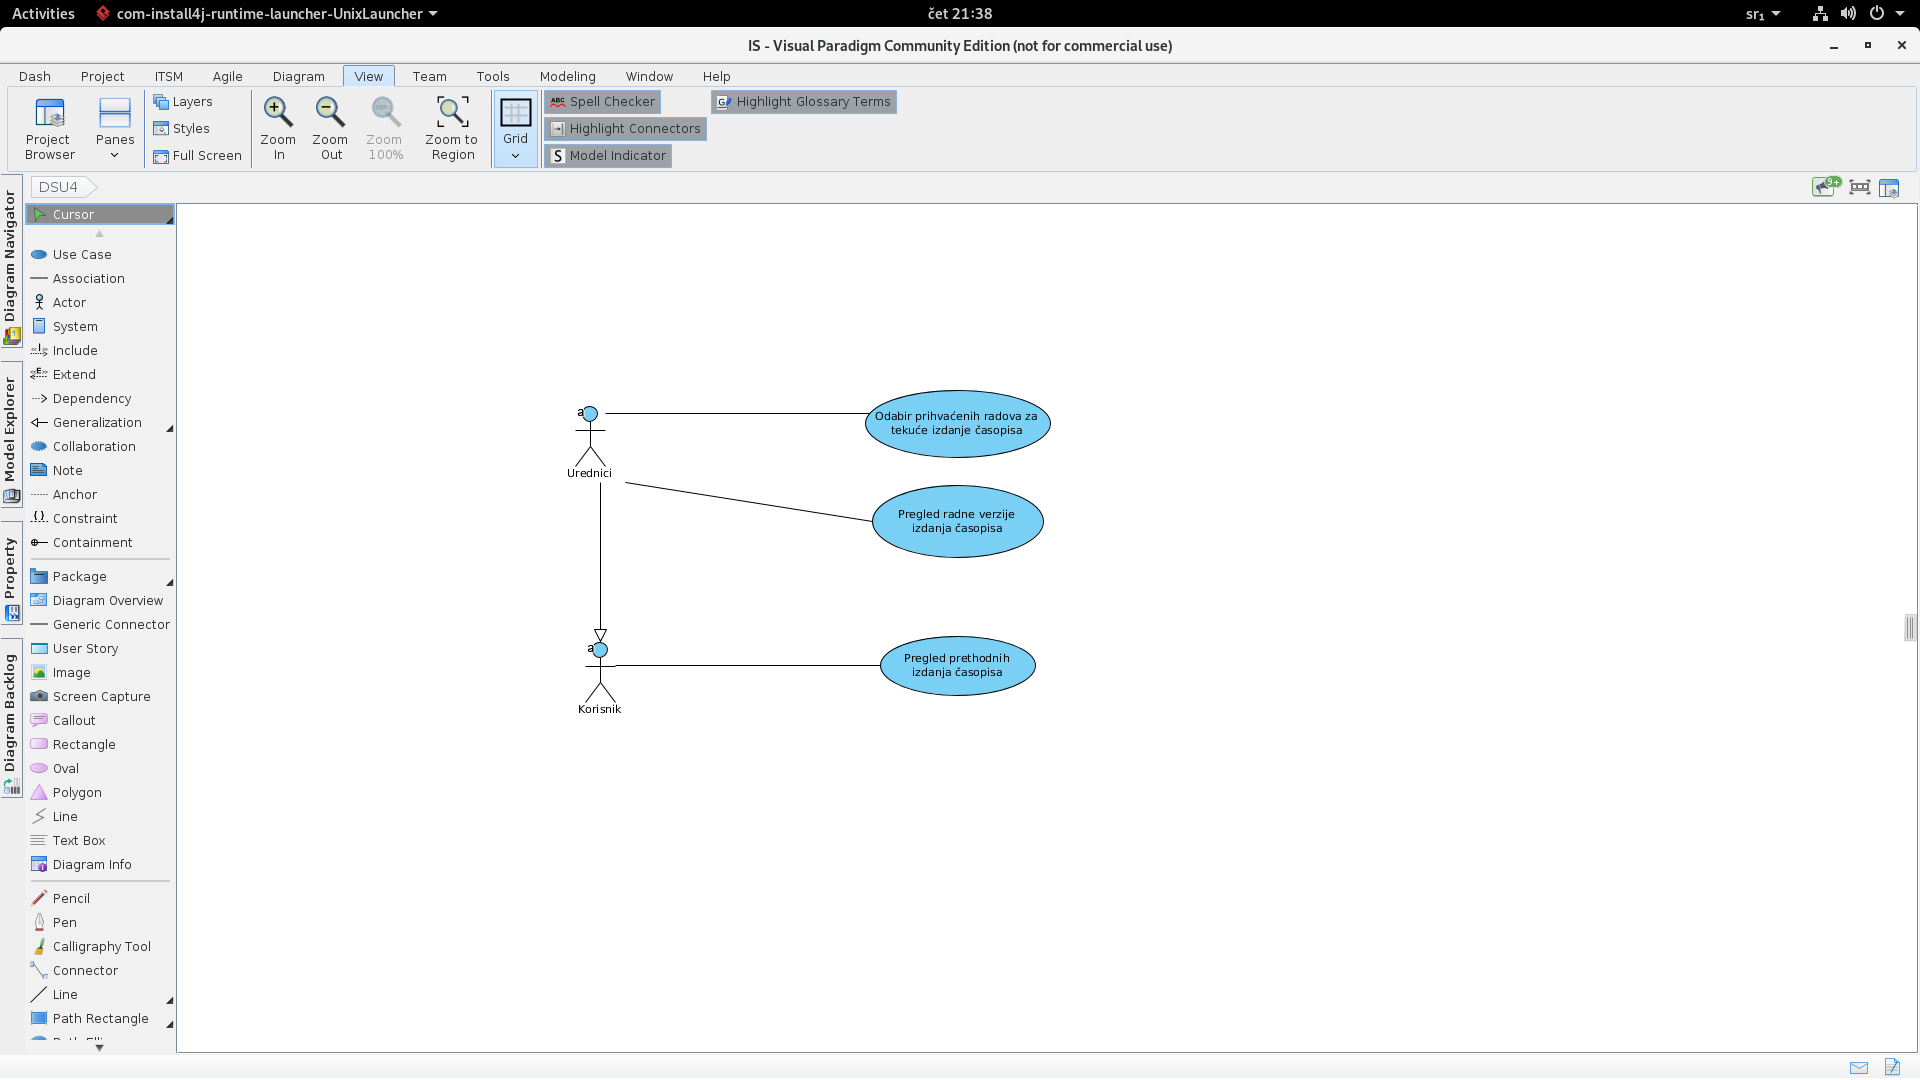 Activities com-install4j-runtime-launcher-UnixLauncher čet 21:38 sr₁
IS - Visual Paradigm Community Edition (not for commercial use)
Dash Project ITSM Agile Diagram View Team Tools Modeling Window Help
Project Browser
Panes
Layers
Styles
Full Screen
Zoom In
Zoom Out
Zoom 100%
Zoom to Region
Grid
Spell Checker
Highlight Connectors
Model Indicator
Highlight Glossary Terms
DSU4
9+
Diagram Navigator
Model Explorer
Property
Diagram Backlog
Cursor
Use Case
Association
Actor
System
Include
Extend
Dependency
Generalization
Collaboration
Note
Anchor
Constraint
Containment
Package
Diagram Overview
Generic Connector
User Story
Image
Screen Capture
Callout
Rectangle
Oval
Polygon
Line
Text Box
Diagram Info
Pencil
Pen
Calligraphy Tool
Connector
Line
Path Rectangle
a
Urednici
Odabir prihvaćenih radova za
tekuće izdanje časopisa
Pregled radne verzije
izdanja časopisa
a
Korisnik
Pregled prethodnih
izdanja časopisa